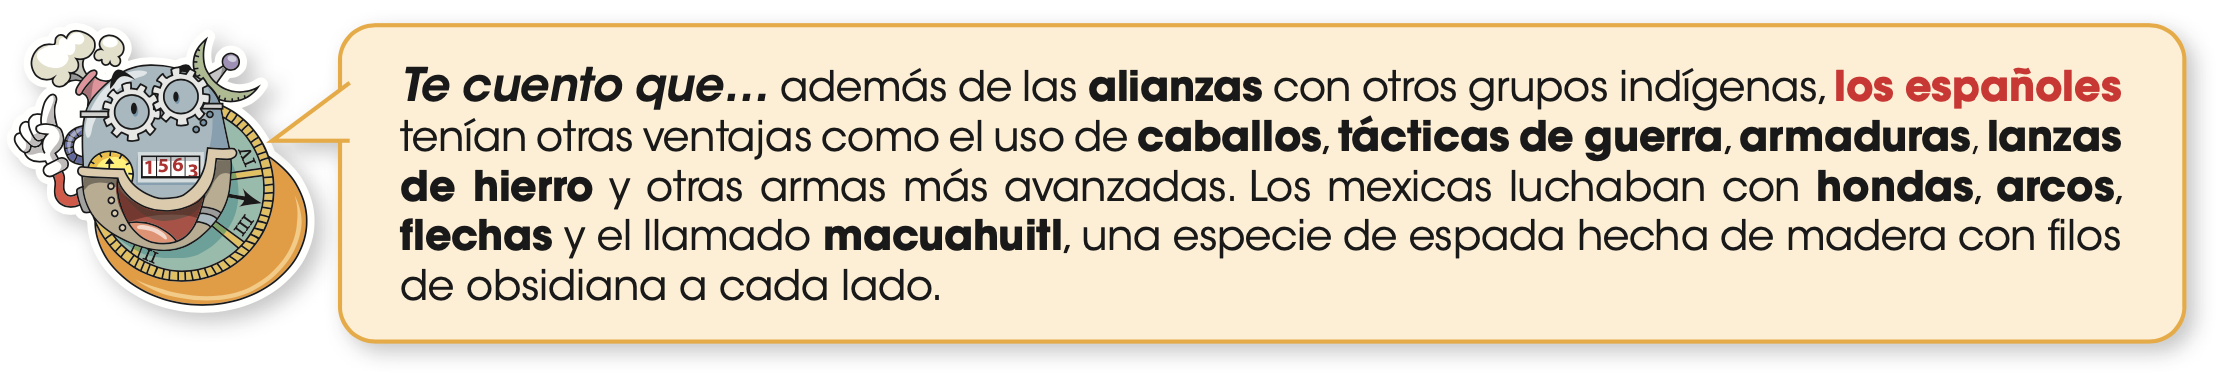 Te cuento que... además de las alianzas con otros grupos indígenas, los españoles
tenían otras ventajas como el uso de caballos, tácticas de guerra, armaduras, lanzas
de hierro y otras armas más avanzadas. Los mexicas luchaban con hondas, arcos,
flechas y el llamado macuahuitl, una especie de espada hecha de madera con filos
de obsidiana a cada lado.
1563
IV
III
II